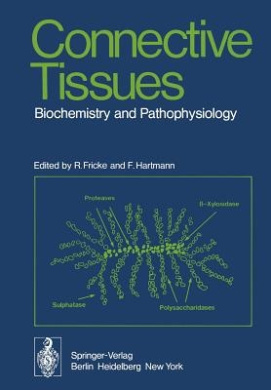 Connective
Tissues
Biochemistry and Pathophysiology
Edited by R. Fricke and F. Hartmann
Proteases
β-Xylosidase
Sulphatase
Polysaccharidases
Springer-Verlag
Berlin Heidelberg New York